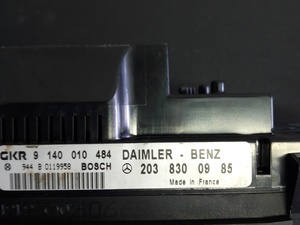 GKR 9 140 010 484 DAIMLER - BENZ
944 B 0119958 BOSCH 203 830 09 85
Made in France